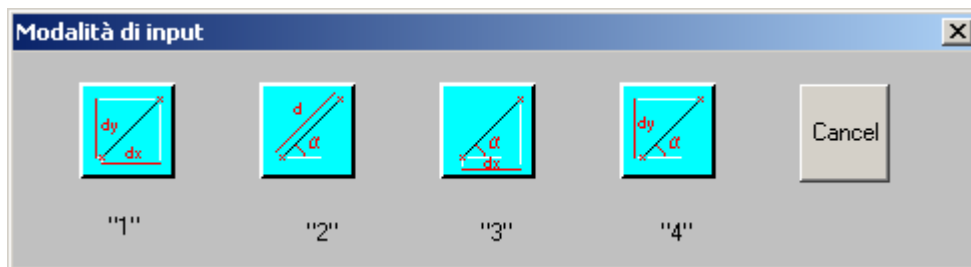 Modalità di input
dy
dx
d
α
α
dx
dy
α
Cancel
"1"
"2"
"3"
"4"